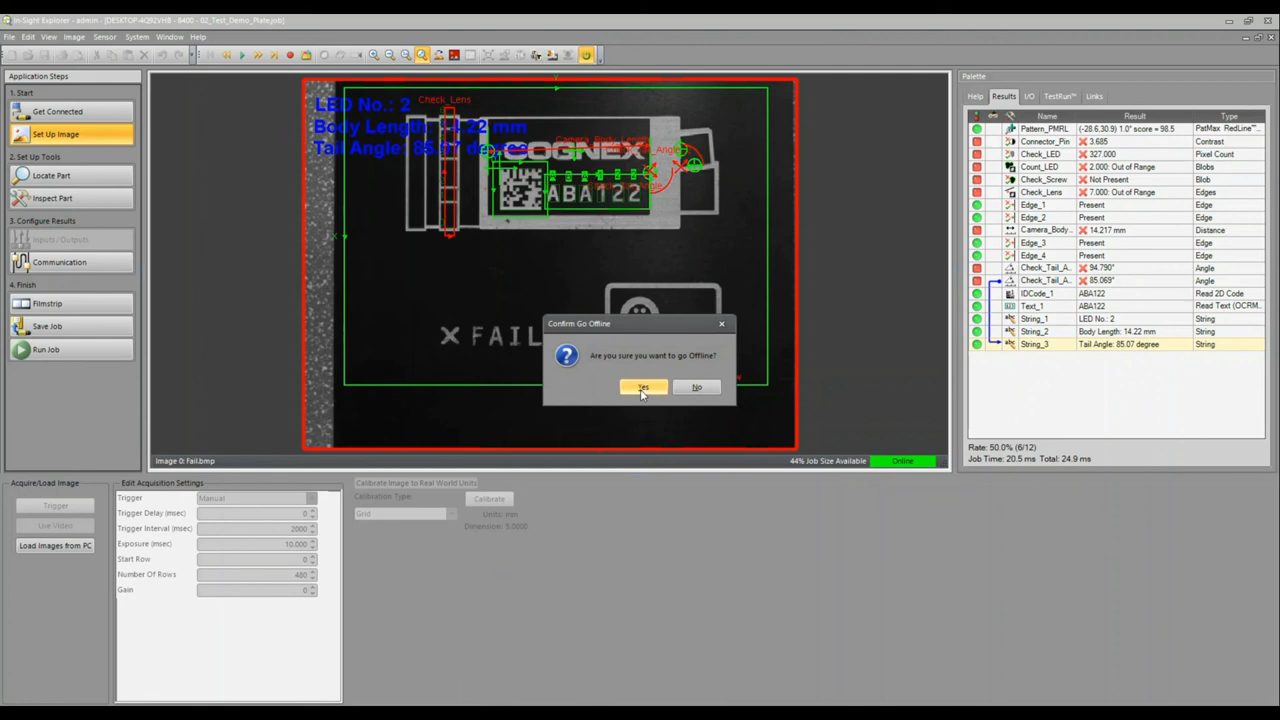 In-Sight Explorer - admin - [DESKTOP-4Q92VHB - 8400 - 02_Test_Demo_Plate.job]
File Edit View Image Sensor System Window Help
Application Steps
1. Start
Get Connected
Set Up Image
2. Set Up Tools
Locate Part
Inspect Part
3. Configure Results
Inputs / Outputs
Communication
4. Finish
Filmstrip
Save Job
Run Job
LED No.: 2
Check_Lens
Body Length: 14.22 mm
Camera_Body_Length
Tail Angle: 85.07 degree
COGNEX
ABA122
FAIL
Confirm Go Offline
Are you sure you want to go Offline?
Yes No
Image 0: Fail.bmp
44% Job Size Available
Online
Palette
Help Results I/O TestRun™ Links
Name Result Type
Pattern_PMRL (-28.6,30.9) 1.0° score = 98.5 PatMax RedLine™...
Connector_Pin 3.685 Contrast
Check_LED 327.000 Pixel Count
Count_LED 2.000: Out of Range Blobs
Check_Screw Not Present Blob
Check_Lens 7.000: Out of Range Edges
Edge_1 Present Edge
Edge_2 Present Edge
Camera_Body.. 14.217 mm Distance
Edge_3 Present Edge
Edge_4 Present Edge
Check_Tail_A.. 94.790° Angle
Check_Tail_A.. 85.069° Angle
IDCode_1 ABA122 Read 2D Code
Text_1 ABA122 Read Text (OCRM...
String_1 LED No.: 2 String
String_2 Body Length: 14.22 mm String
String_3 Tail Angle: 85.07 degree String
Rate: 50.0% (6/12)
Job Time: 20.5 ms Total: 24.9 ms
Acquire/Load Image
Trigger
Use Video
Load Images from PC
Edit Acquisition Settings
Trigger Manual
Trigger Delay (msec) 0
Trigger Interval (msec) 2000
Exposure (msec) 10.000
Start Row 0
Number Of Rows 480
Gain 0
Calibrate Image to Real World Units
Calibration Type:
Grid
Calibrate
Units: mm
Dimension: 5.0000